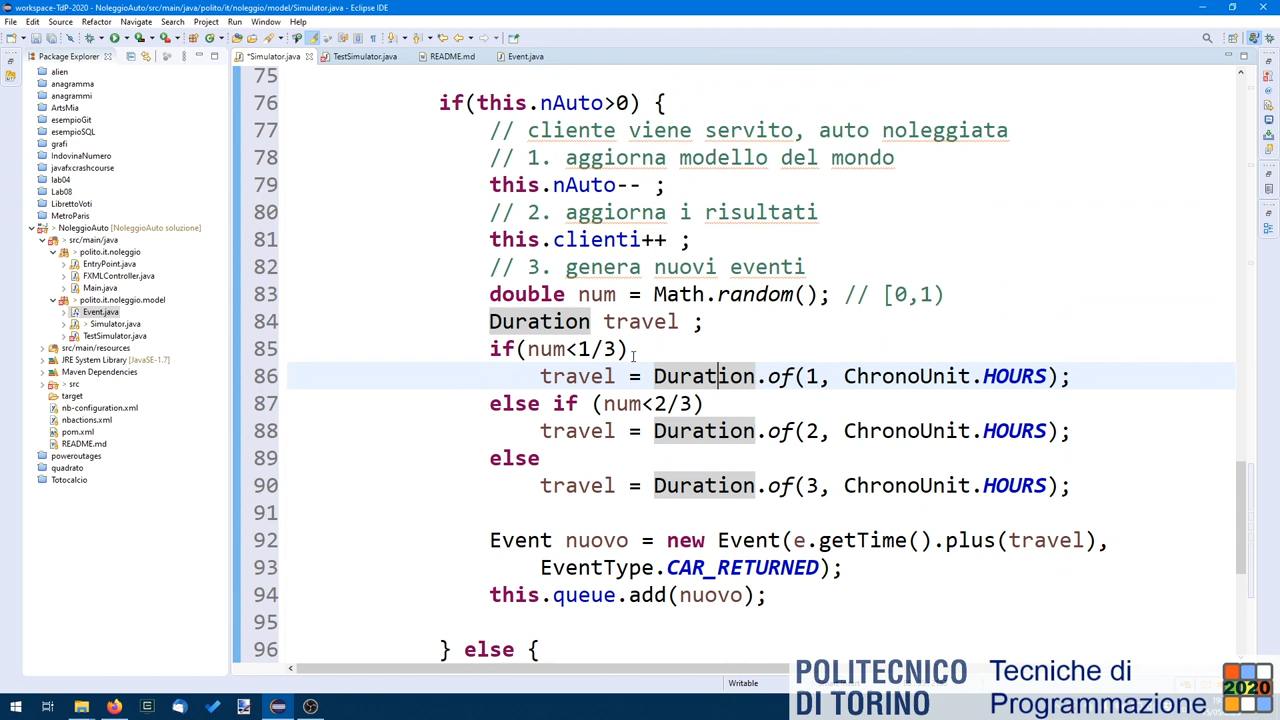 workspace-TdP-2020 - NoleggioAuto/src/main/java/polito/it/noleggio/model/Simulator.java - Eclipse IDE
File Edit Source Refactor Navigate Search Project Run Window Help
Package Explorer
*Simulator.java
TestSimulator.java
README.md
Event.java
alien
anagramma
anagrammi
ArtsMia
esempioGit
esempioSQL
grafi
IndovinaNumero
javafxcrashcourse
lab04
Lab08
LibrettoVoti
MetroParis
> NoleggioAuto [NoleggioAuto soluzione]
> src/main/java
> polito.it.noleggio
> EntryPoint.java
> FXMLController.java
> Main.java
> polito.it.noleggio.model
> Event.java
> Simulator.java
> TestSimulator.java
src/main/resources
JRE System Library [JavaSE-1.7]
Maven Dependencies
> src
target
nb-configuration.xml
nbactions.xml
pom.xml
README.md
poweroutages
quadrato
Totocalcio
75
76 if(this.nAuto>0) {
77 // cliente viene servito, auto noleggiata
78 // 1. aggiorna modello del mondo
79 this.nAuto-- ;
80 // 2. aggiorna i risultati
81 this.clienti++ ;
82 // 3. genera nuovi eventi
83 double num = Math.random(); // [0,1)
84 Duration travel ;
85 if(num<1/3)
86 travel = Duration.of(1, ChronoUnit.HOURS);
87 else if (num<2/3)
88 travel = Duration.of(2, ChronoUnit.HOURS);
89 else
90 travel = Duration.of(3, ChronoUnit.HOURS);
91
92 Event nuovo = new Event(e.getTime().plus(travel),
93 EventType.CAR_RETURNED);
94 this.queue.add(nuovo);
95
96 } else {
Writable
POLITECNICO
DI TORINO
Tecniche di
Programmazione
2020